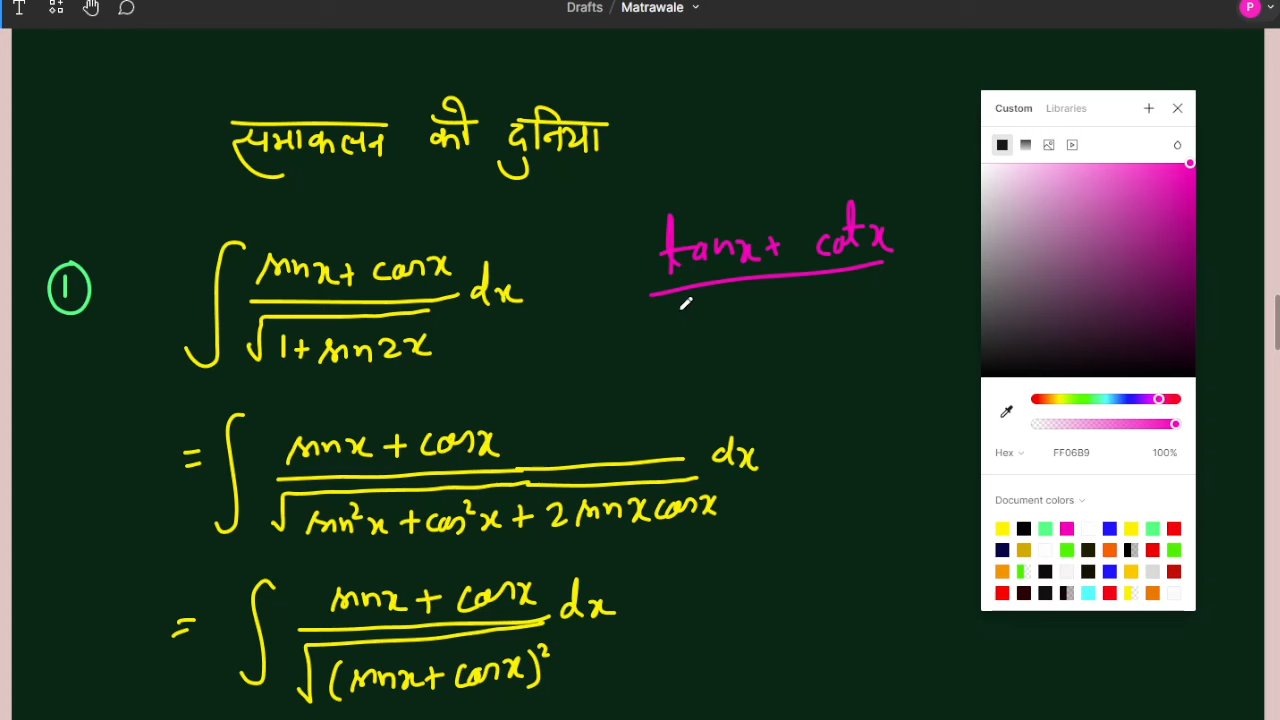 Drafts / Matrawale
P
समाकलन की दुनिया
Custom Libraries
tanx + cotx
① ∫ (sinx + cosx) / √(1 + sin2x) dx
= ∫ (sinx + cosx) / √(sin²x + cos²x + 2 sinx cosx) dx
= ∫ (sinx + cosx) / √((sinx + cosx)²) dx
Hex FF06B9 100%
Document colors